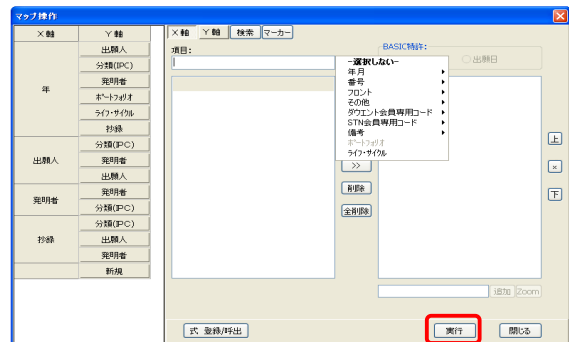 マップ操作
X軸 Y軸
年
出願人
分類(IPC)
発明者
ポートフォリオ
ライフ・サイクル
抄録
出願人
分類(IPC)
発明者
出願人
発明者
発明者
分類(IPC)
抄録
分類(IPC)
出願人
発明者
新規
X軸 Y軸 検索 マーカー
項目:
BASIC特許:
出願日
-選択しない-
年月
番号
フロント
その他
ダウエント会員専用コード
STN会員専用コード
備考
ポートフォリオ
ライフ・サイクル
>>
削除
全削除
上
×
下
追加 Zoom
式 登録/呼出
実行
閉じる